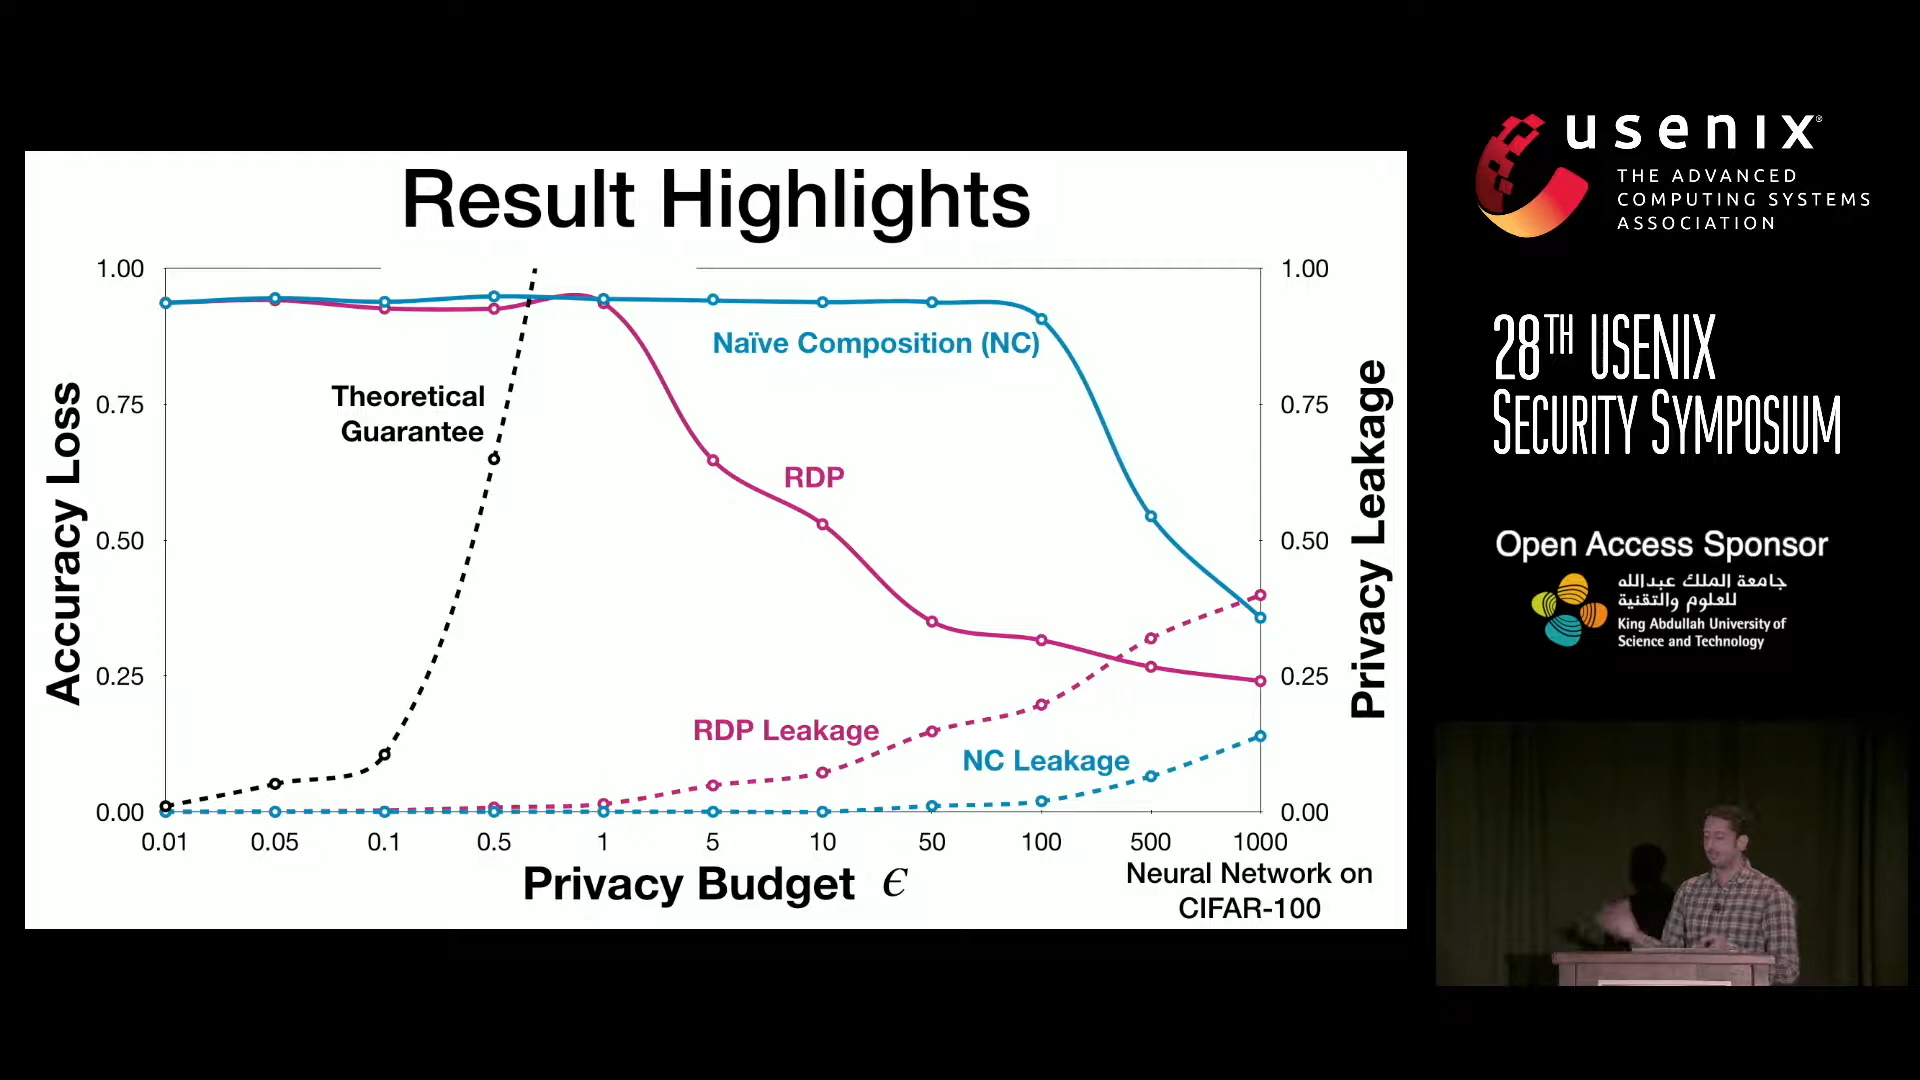 Result Highlights
1.00
0.75
0.50
0.25
0.00
Accuracy Loss
Theoretical
Guarantee
Naïve Composition (NC)
RDP
RDP Leakage
NC Leakage
1.00
0.75
0.50
0.25
0.00
Privacy Leakage
0.01 0.05 0.1 0.5 1 5 10 50 100 500 1000
Privacy Budget ϵ
Neural Network on
CIFAR-100
usenix®
THE ADVANCED
COMPUTING SYSTEMS
ASSOCIATION
28TH USENIX
SECURITY SYMPOSIUM
Open Access Sponsor
جامعة الملك عبدالله
للعلوم والتقنية
King Abdullah University of
Science and Technology